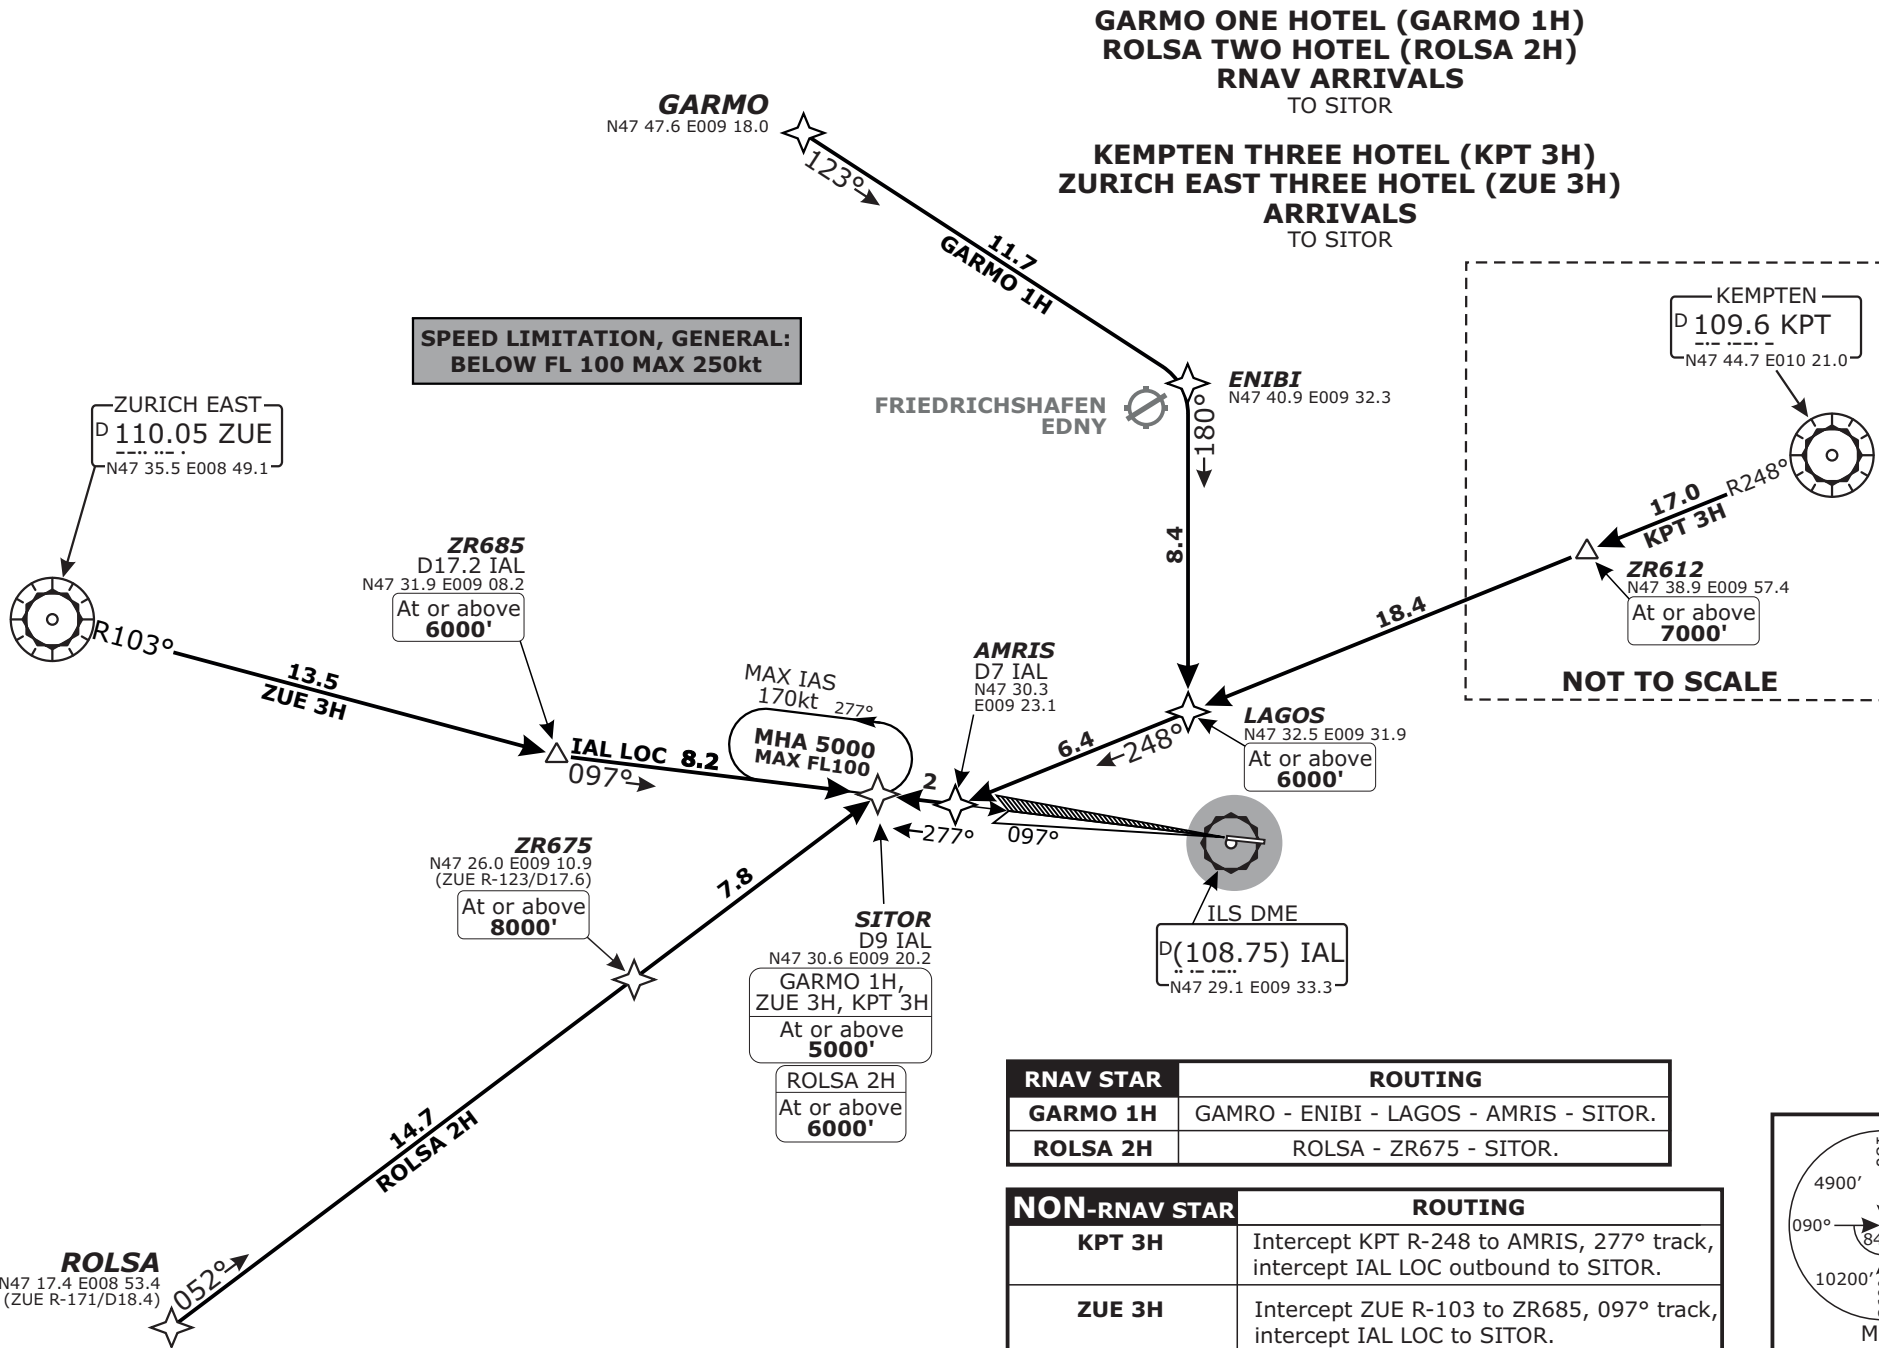 GARMO ONE HOTEL (GARMO 1H)
ROLSA TWO HOTEL (ROLSA 2H)
RNAV ARRIVALS
TO SITOR
KEMPTEN THREE HOTEL (KPT 3H)
ZURICH EAST THREE HOTEL (ZUE 3H)
ARRIVALS
TO SITOR
GARMO
N47 47.6 E009 18.0
123°
11.7
GARMO 1H
SPEED LIMITATION, GENERAL:
BELOW FL 100 MAX 250kt
KEMPTEN
D 109.6 KPT
N47 44.7 E010 21.0
R248°
17.0
KPT 3H
ZR612
N47 38.9 E009 57.4
At or above
7000'
NOT TO SCALE
ENIBI
N47 40.9 E009 32.3
FRIEDRICHSHAFEN
EDNY
180°
8.4
18.4
ZURICH EAST
D 110.05 ZUE
N47 35.5 E008 49.1
R103°
13.5
ZUE 3H
ZR685
D17.2 IAL
N47 31.9 E009 08.2
At or above
6000'
IAL LOC 8.2
097°
MAX IAS
170kt 277°
MHA 5000
MAX FL100
AMRIS
D7 IAL
N47 30.3
E009 23.1
LAGOS
N47 32.5 E009 31.9
At or above
6000'
6.4
248°
2
277°
097°
ILS DME
D (108.75) IAL
N47 29.1 E009 33.3
ZR675
N47 26.0 E009 10.9
(ZUE R-123/D17.6)
At or above
8000'
7.8
SITOR
D9 IAL
N47 30.6 E009 20.2
GARMO 1H,
ZUE 3H, KPT 3H
At or above
5000'
ROLSA 2H
At or above
6000'
14.7
ROLSA 2H
ROLSA
N47 17.4 E008 53.4
(ZUE R-171/D18.4)
052°
RNAV STAR ROUTING
GARMO 1H GAMRO - ENIBI - LAGOS - AMRIS - SITOR.
ROLSA 2H ROLSA - ZR675 - SITOR.
NON-RNAV STAR ROUTING
KPT 3H Intercept KPT R-248 to AMRIS, 277° track,
intercept IAL LOC outbound to SITOR.
ZUE 3H Intercept ZUE R-103 to ZR685, 097° track,
intercept IAL LOC to SITOR.
4900'
090°
10200'